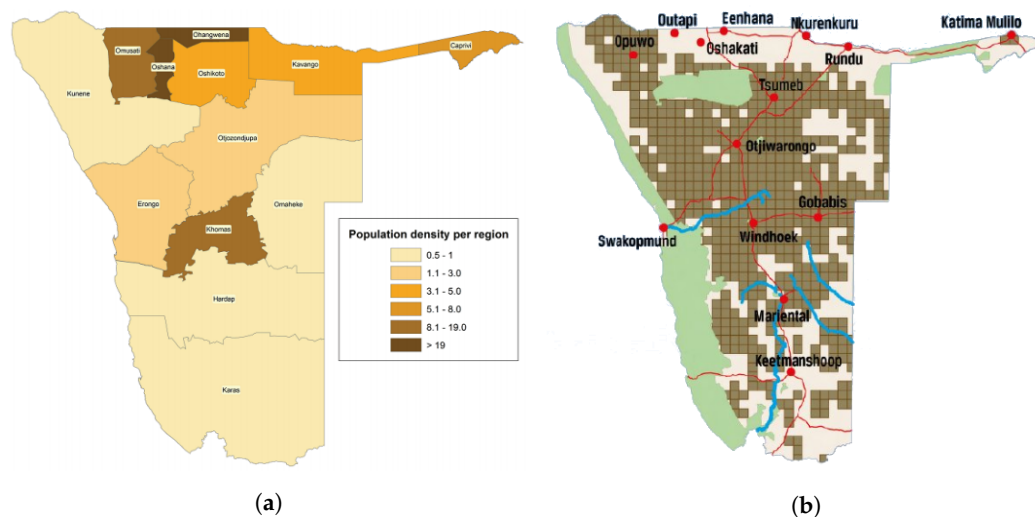 Ohangwena
Omusati
Oshana
Oshikoto
Kavango
Caprivi
Kunene
Otjozondjupa
Erongo
Omaheke
Khomas
Hardap
Karas
Population density per region
0.5 - 1
1.1 - 3.0
3.1 - 5.0
5.1 - 8.0
8.1 - 19.0
> 19
(a)
Outapi
Eenhana
Nkurenkuru
Katima Mulilo
Opuwo
Oshakati
Rundu
Tsumeb
Otjiwarongo
Gobabis
Swakopmund
Windhoek
Mariental
Keetmanshoop
(b)